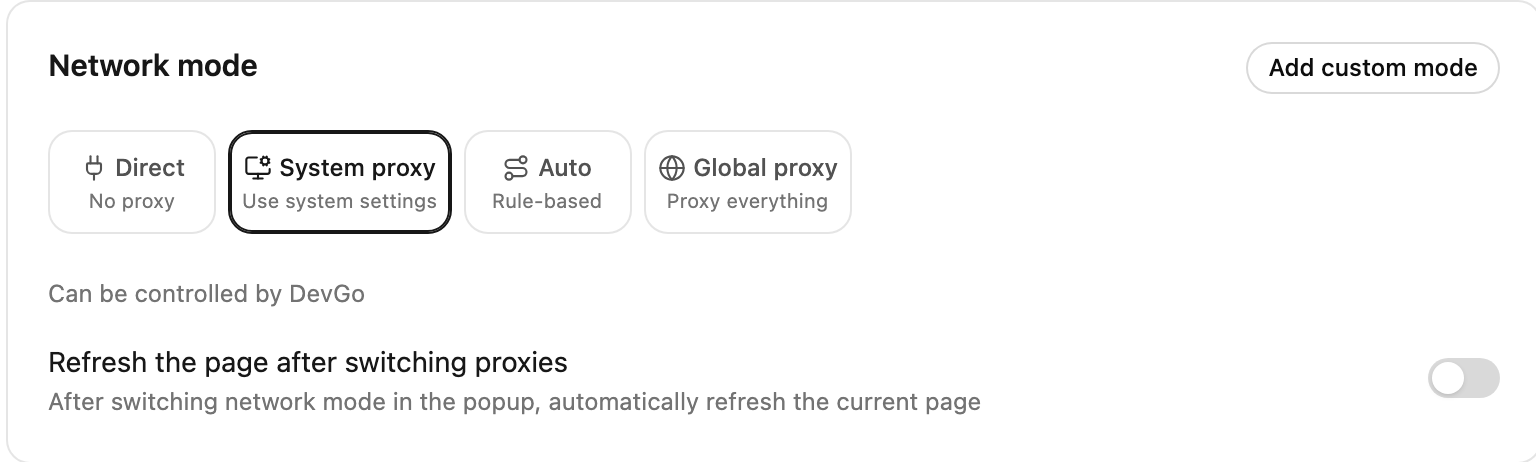 Network mode
Add custom mode
Direct
No proxy
System proxy
Use system settings
Auto
Rule-based
Global proxy
Proxy everything
Can be controlled by DevGo
Refresh the page after switching proxies
After switching network mode in the popup, automatically refresh the current page